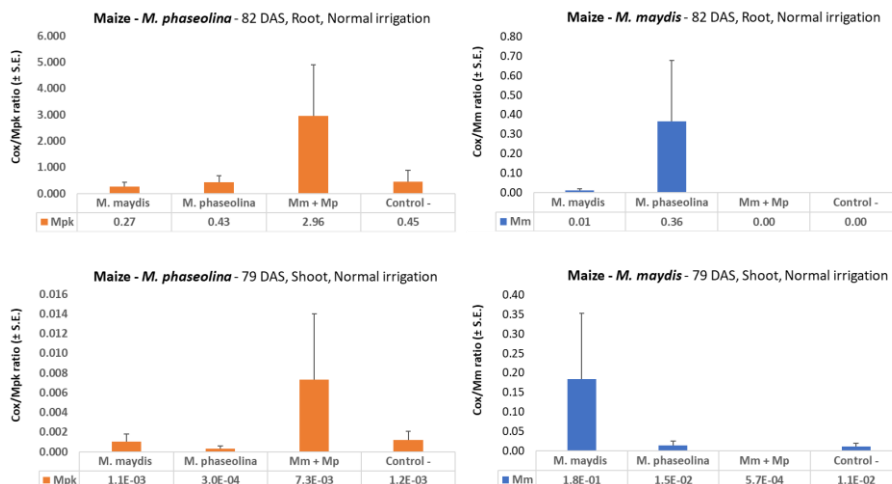 Maize - M. phaseolina - 82 DAS, Root, Normal irrigation
Cox/Mpk ratio (± S.E.)
6.000
5.000
4.000
3.000
2.000
1.000
0.000
M. maydis M. phaseolina Mm + Mp Control -
Mpk 0.27 0.43 2.96 0.45
Maize - M. maydis - 82 DAS, Root, Normal irrigation
Cox/Mm ratio (± S.E.)
0.80
0.70
0.60
0.50
0.40
0.30
0.20
0.10
0.00
M. maydis M. phaseolina Mm + Mp Control -
Mm 0.01 0.36 0.00 0.00
Maize - M. phaseolina - 79 DAS, Shoot, Normal irrigation
Cox/Mpk ratio (± S.E.)
0.016
0.014
0.012
0.010
0.008
0.006
0.004
0.002
0.000
M. maydis M. phaseolina Mm + Mp Control -
Mpk 1.1E-03 3.0E-04 7.3E-03 1.2E-03
Maize - M. maydis - 79 DAS, Shoot, Normal irrigation
Cox/Mm ratio (± S.E.)
0.40
0.35
0.30
0.25
0.20
0.15
0.10
0.05
0.00
M. maydis M. phaseolina Mm + Mp Control -
Mm 1.8E-01 1.5E-02 5.7E-04 1.1E-02